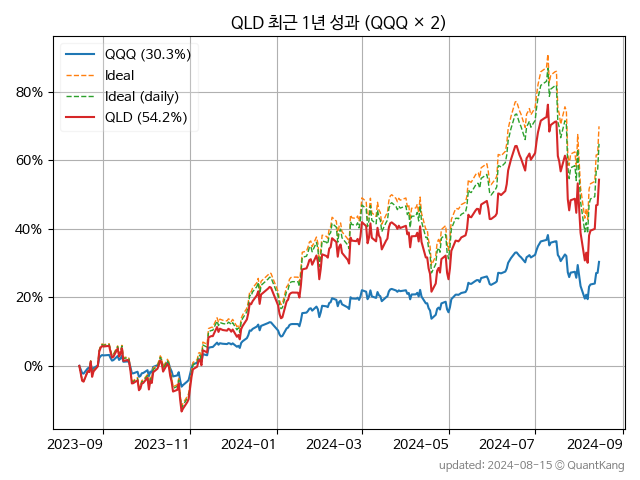 QLD 최근 1년 성과 (QQQ × 2)
QQQ (30.3%)
Ideal
Ideal (daily)
QLD (54.2%)
80%
60%
40%
20%
0%
2023-09 2023-11 2024-01 2024-03 2024-05 2024-07 2024-09
updated: 2024-08-15 © QuantKang